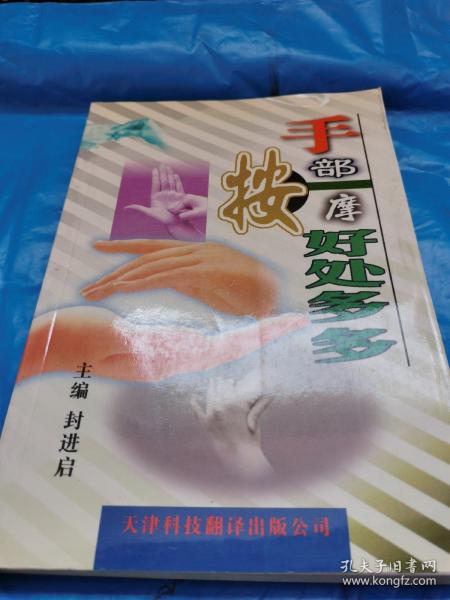 手部按摩好处多多
主编 封进启
天津科技翻译出版公司
孔夫子旧书网
www.kongfz.com